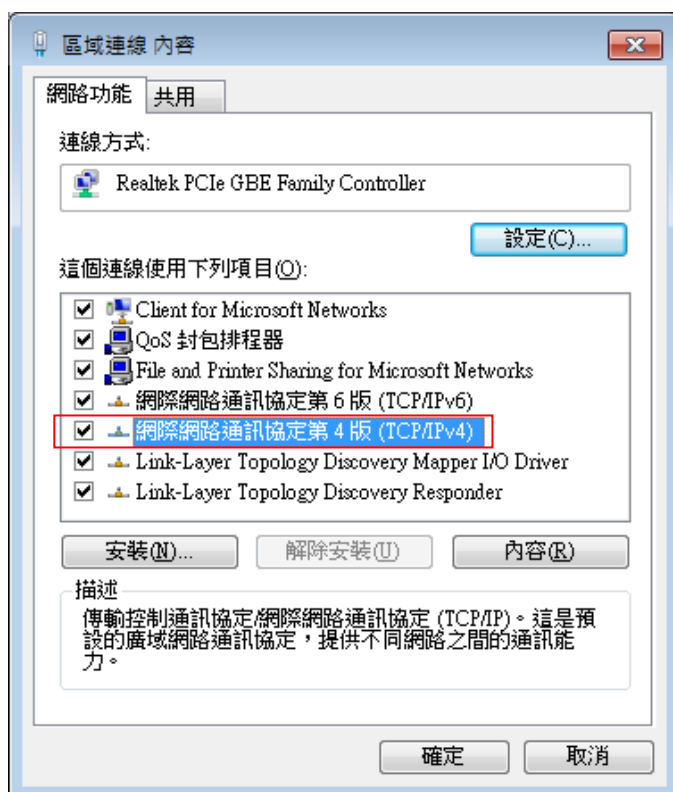 區域連線 內容
網路功能 共用
連線方式:
Realtek PCIe GBE Family Controller
設定(C)...
這個連線使用下列項目(O):
Client for Microsoft Networks
QoS 封包排程器
File and Printer Sharing for Microsoft Networks
網際網路通訊協定第 6 版 (TCP/IPv6)
網際網路通訊協定第 4 版 (TCP/IPv4)
Link-Layer Topology Discovery Mapper I/O Driver
Link-Layer Topology Discovery Responder
安裝(N)... 解除安裝(U) 內容(R)
描述
傳輸控制通訊協定/網際網路通訊協定 (TCP/IP)。這是預
設的廣域網路通訊協定，提供不同網路之間的通訊能
力。
確定 取消